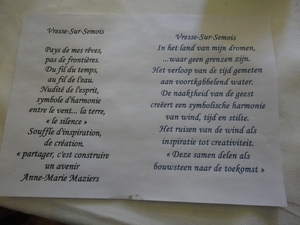 Vresse-Sur-Semois
Pays de mes rêves,
pas de frontières.
Du fil du temps,
au fil de l'eau.
Nudité de l'esprit,
symbole d'harmonie
entre le vent... la terre,
« le silence »
Souffle d'inspiration,
de création.
« partager, c'est construire
un avenir
Anne-Marie Maziers
Vresse-Sur-Semois
In het land van mijn dromen,
...waar geen grenzen zijn.
Het verloop van de tijd gemeten
aan voortkabbelend water.
De naaktheid van de geest
creëert een symbolische harmonie
van wind, tijd en stilte.
Het ruisen van de wind als
inspiratie tot creativiteit.
« Deze samen delen als
bouwsteen naar de toekomst »